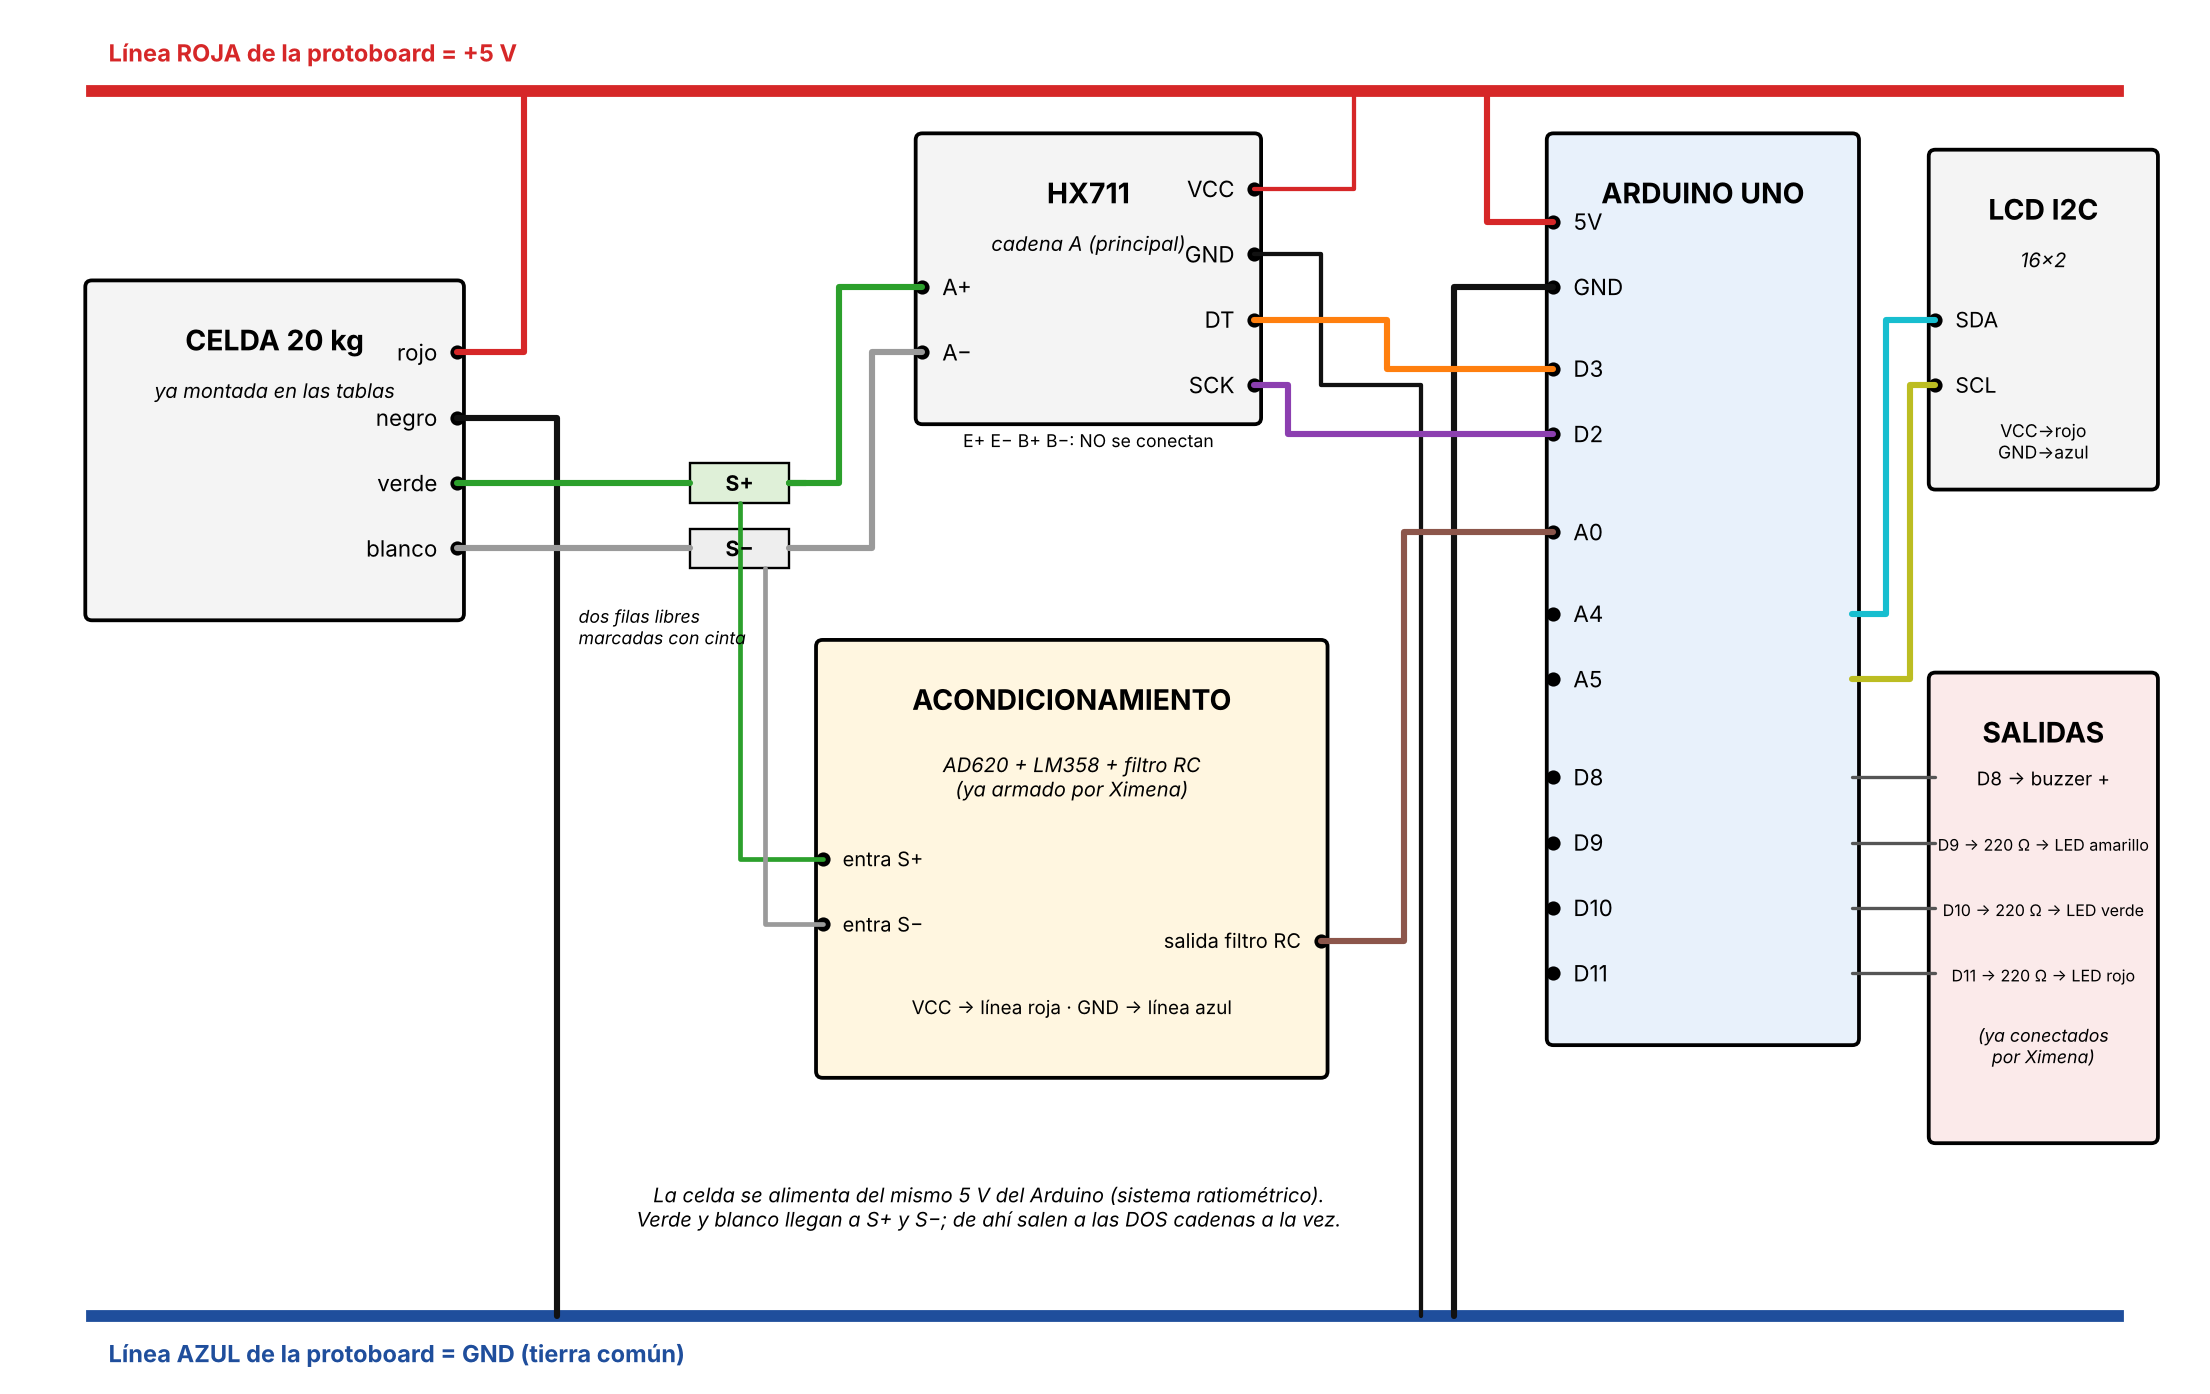 Línea ROJA de la protoboard = +5 V
CELDA 20 kg
ya montada en las tablas
rojo
negro
verde
blanco
S+
S−
dos filas libres
marcadas con cinta
HX711
cadena A (principal)
VCC
GND
DT
SCK
A+
A−
E+ E− B+ B−: NO se conectan
ACONDICIONAMIENTO
AD620 + LM358 + filtro RC
(ya armado por Ximena)
entra S+
entra S−
salida filtro RC
VCC → línea roja · GND → línea azul
ARDUINO UNO
5V
GND
D3
D2
A0
A4
A5
D8
D9
D10
D11
LCD I2C
16×2
SDA
SCL
VCC→rojo
GND→azul
SALIDAS
D8 → buzzer +
D9 → 220 Ω → LED amarillo
D10 → 220 Ω → LED verde
D11 → 220 Ω → LED rojo
(ya conectados
por Ximena)
La celda se alimenta del mismo 5 V del Arduino (sistema ratiométrico).
Verde y blanco llegan a S+ y S−; de ahí salen a las DOS cadenas a la vez.
Línea AZUL de la protoboard = GND (tierra común)